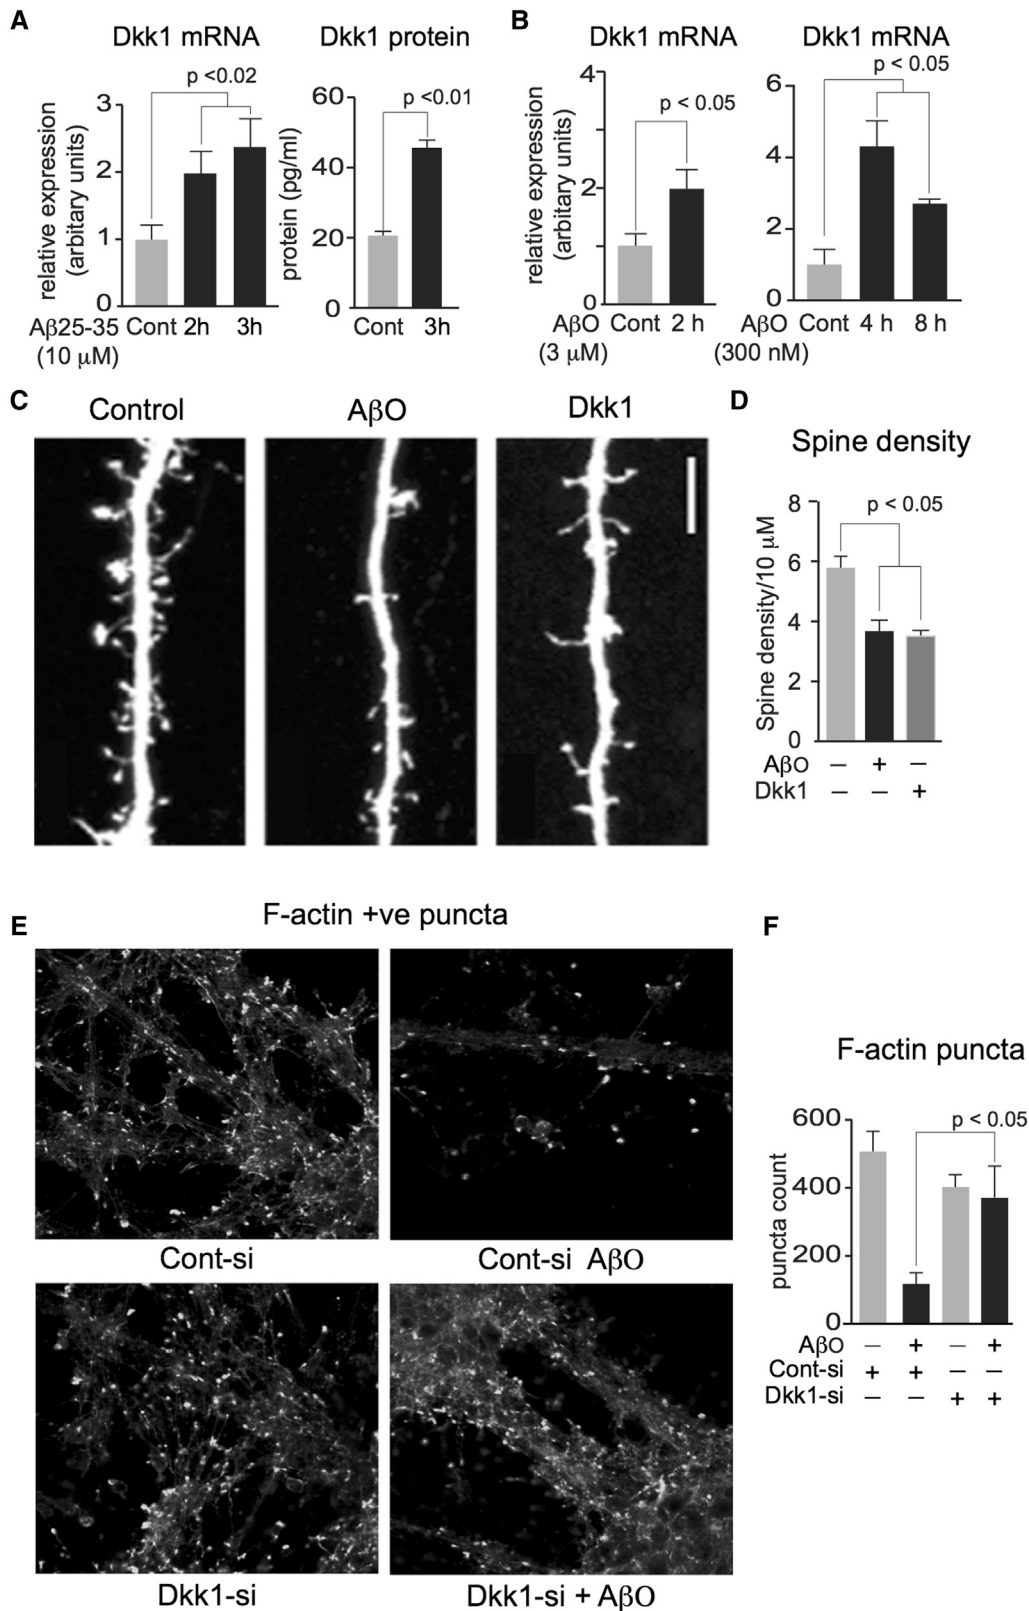 A
Dkk1 mRNA
p <0.02
relative expression
(arbitary units)
3
2
1
0
Aβ25-35 Cont 2h 3h
(10 μM)
Dkk1 protein
p <0.01
protein (pg/ml)
60
40
20
0
Cont 3h
B
Dkk1 mRNA
p < 0.05
relative expression
(arbitary units)
4
2
0
AβO Cont 2 h
(3 μM)
Dkk1 mRNA
p < 0.05
6
4
2
0
AβO Cont 4 h 8 h
(300 nM)
C
Control AβO Dkk1
D
Spine density
p < 0.05
Spine density/10 μM
8
6
4
2
0
AβO – + –
Dkk1 – – +
E
F-actin +ve puncta
Cont-si
Cont-si AβO
Dkk1-si
Dkk1-si + AβO
F
F-actin puncta
p < 0.05
puncta count
600
400
200
0
AβO – + – +
Cont-si + + – –
Dkk1-si – – + +